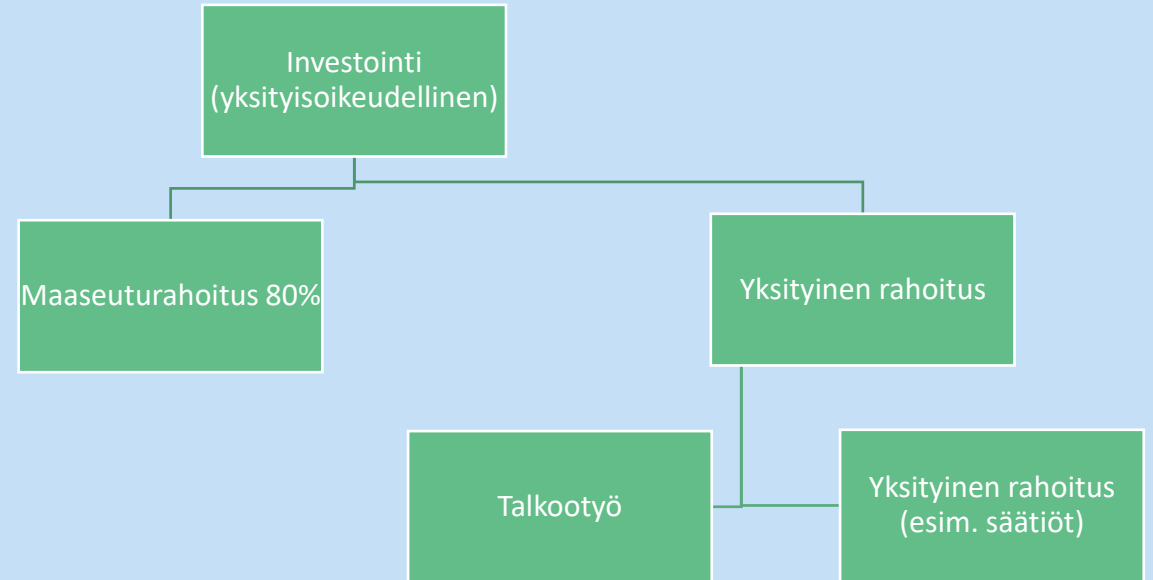 Investointi
(yksityisoikeudellinen)
Maaseuturahoitus 80%
Yksityinen rahoitus
Talkootyö
Yksityinen rahoitus
(esim. säätiöt)